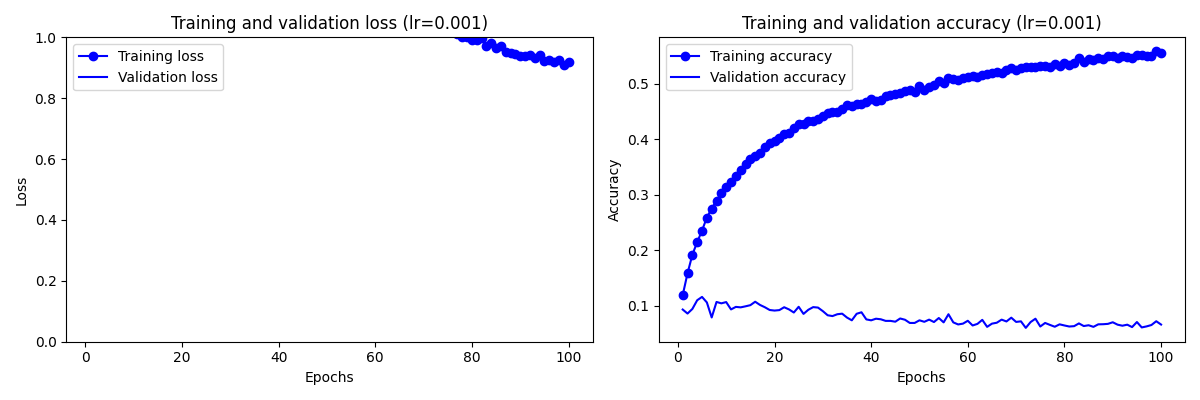 Training and validation loss (lr=0.001)
Training loss
Validation loss
1.0
0.8
0.6
0.4
0.2
0.0
Loss
0 20 40 60 80 100
Epochs
Training and validation accuracy (lr=0.001)
Training accuracy
Validation accuracy
0.5
0.4
0.3
0.2
0.1
Accuracy
0 20 40 60 80 100
Epochs